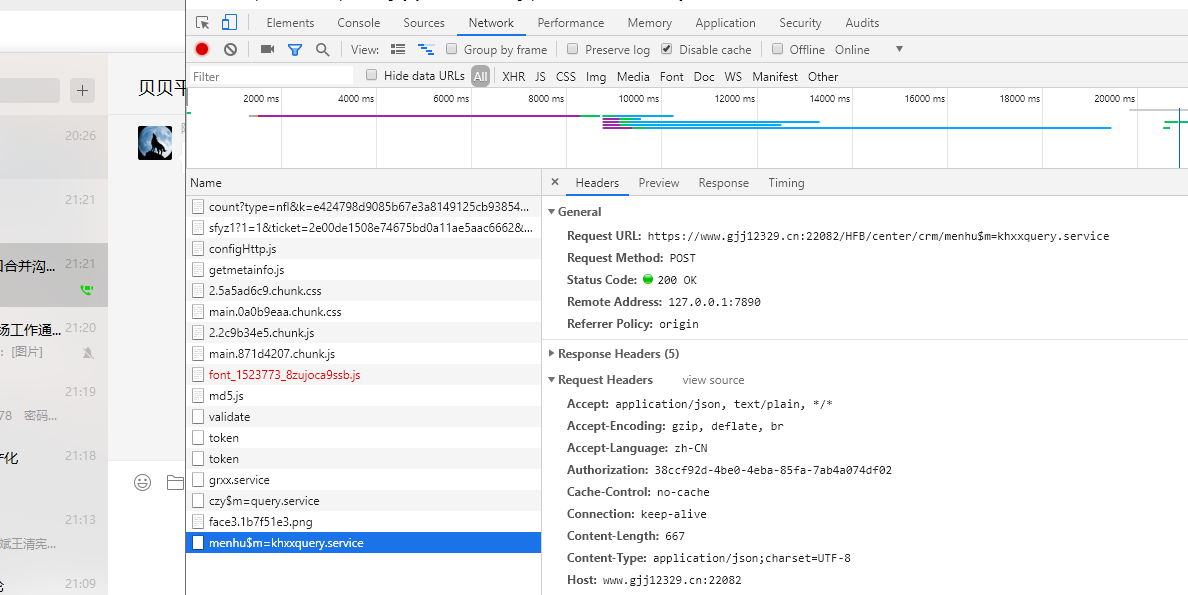 Elements Console Sources Network Performance Memory Application Security Audits
View: Group by frame Preserve log Disable cache Offline Online
Filter Hide data URLs All XHR JS CSS Img Media Font Doc WS Manifest Other
2000 ms 4000 ms 6000 ms 8000 ms 10000 ms 12000 ms 14000 ms 16000 ms 18000 ms 20000 ms
贝贝平
20:26
21:21
合并沟... 21:21
场工作通... 21:20
: [图片]
21:19
78 密码...
产化 21:18
21:13
斌王清宪...
21:09
Name
count?type=nfl&k=e424798d9085b67e3a8149125cb93854...
sfyz1?1=1&ticket=2e00de1508e74675bd0a11ae5aac6662&...
configHttp.js
getmetainfo.js
2.5a5ad6c9.chunk.css
main.0a0b9eaa.chunk.css
2.2c9b34e5.chunk.js
main.871d4207.chunk.js
font_1523773_8zujoca9ssb.js
md5.js
validate
token
token
grxx.service
czy$m=query.service
face3.1b7f51e3.png
menhu$m=khxxquery.service
Headers Preview Response Timing
General
Request URL: https://www.gjj12329.cn:22082/HFB/center/crm/menhu$m=khxxquery.service
Request Method: POST
Status Code: 200 OK
Remote Address: 127.0.0.1:7890
Referrer Policy: origin
Response Headers (5)
Request Headers view source
Accept: application/json, text/plain, */*
Accept-Encoding: gzip, deflate, br
Accept-Language: zh-CN
Authorization: 38ccf92d-4be0-4eba-85fa-7ab4a074df02
Cache-Control: no-cache
Connection: keep-alive
Content-Length: 667
Content-Type: application/json;charset=UTF-8
Host: www.gjj12329.cn:22082